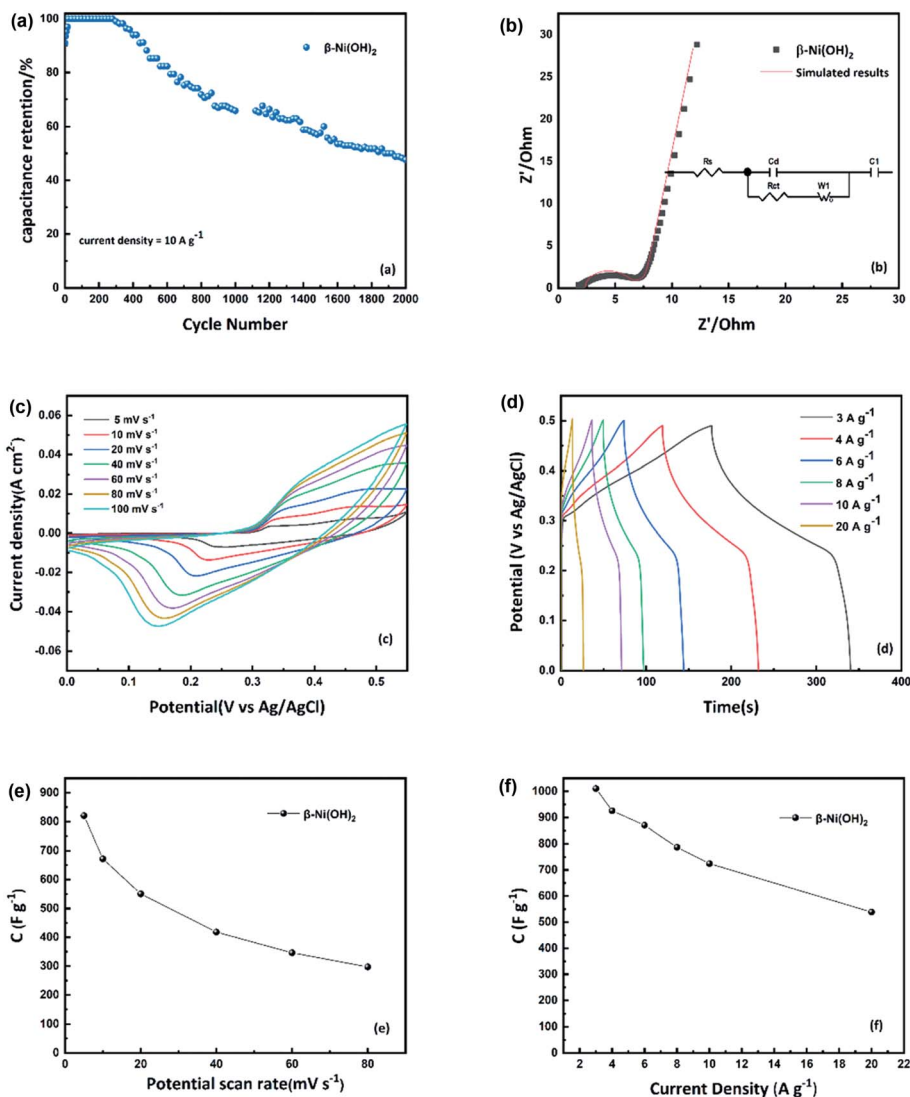 (a)
100
80
60
40
20
0
0 200 400 600 800 1000 1200 1400 1600 1800 2000
capacitance retention/%
Cycle Number
β-Ni(OH)₂
current density = 10 A g⁻¹
(a)
(b)
30
25
20
15
10
5
0
0 5 10 15 20 25 30
Z'/Ohm
Z'/Ohm
β-Ni(OH)₂
Simulated results
Rs Cd C1
Rct W1
(b)
(c)
0.06
0.04
0.02
0.00
-0.02
-0.04
-0.06
0.0 0.1 0.2 0.3 0.4 0.5
Current density(A cm⁻²)
Potential(V vs Ag/AgCl)
5 mV s⁻¹
10 mV s⁻¹
20 mV s⁻¹
40 mV s⁻¹
60 mV s⁻¹
80 mV s⁻¹
100 mV s⁻¹
(c)
(d)
0.5
0.4
0.3
0.2
0.1
0.0
0 100 200 300 400
Potential (V vs Ag/AgCl)
Time(s)
3 A g⁻¹
4 A g⁻¹
6 A g⁻¹
8 A g⁻¹
10 A g⁻¹
20 A g⁻¹
(d)
(e)
900
800
700
600
500
400
300
200
100
0
0 20 40 60 80
C (F g⁻¹)
Potential scan rate(mV s⁻¹)
β-Ni(OH)₂
(e)
(f)
1000
900
800
700
600
500
400
300
200
100
0
2 4 6 8 10 12 14 16 18 20 22
C (F g⁻¹)
Current Density (A g⁻¹)
β-Ni(OH)₂
(f)